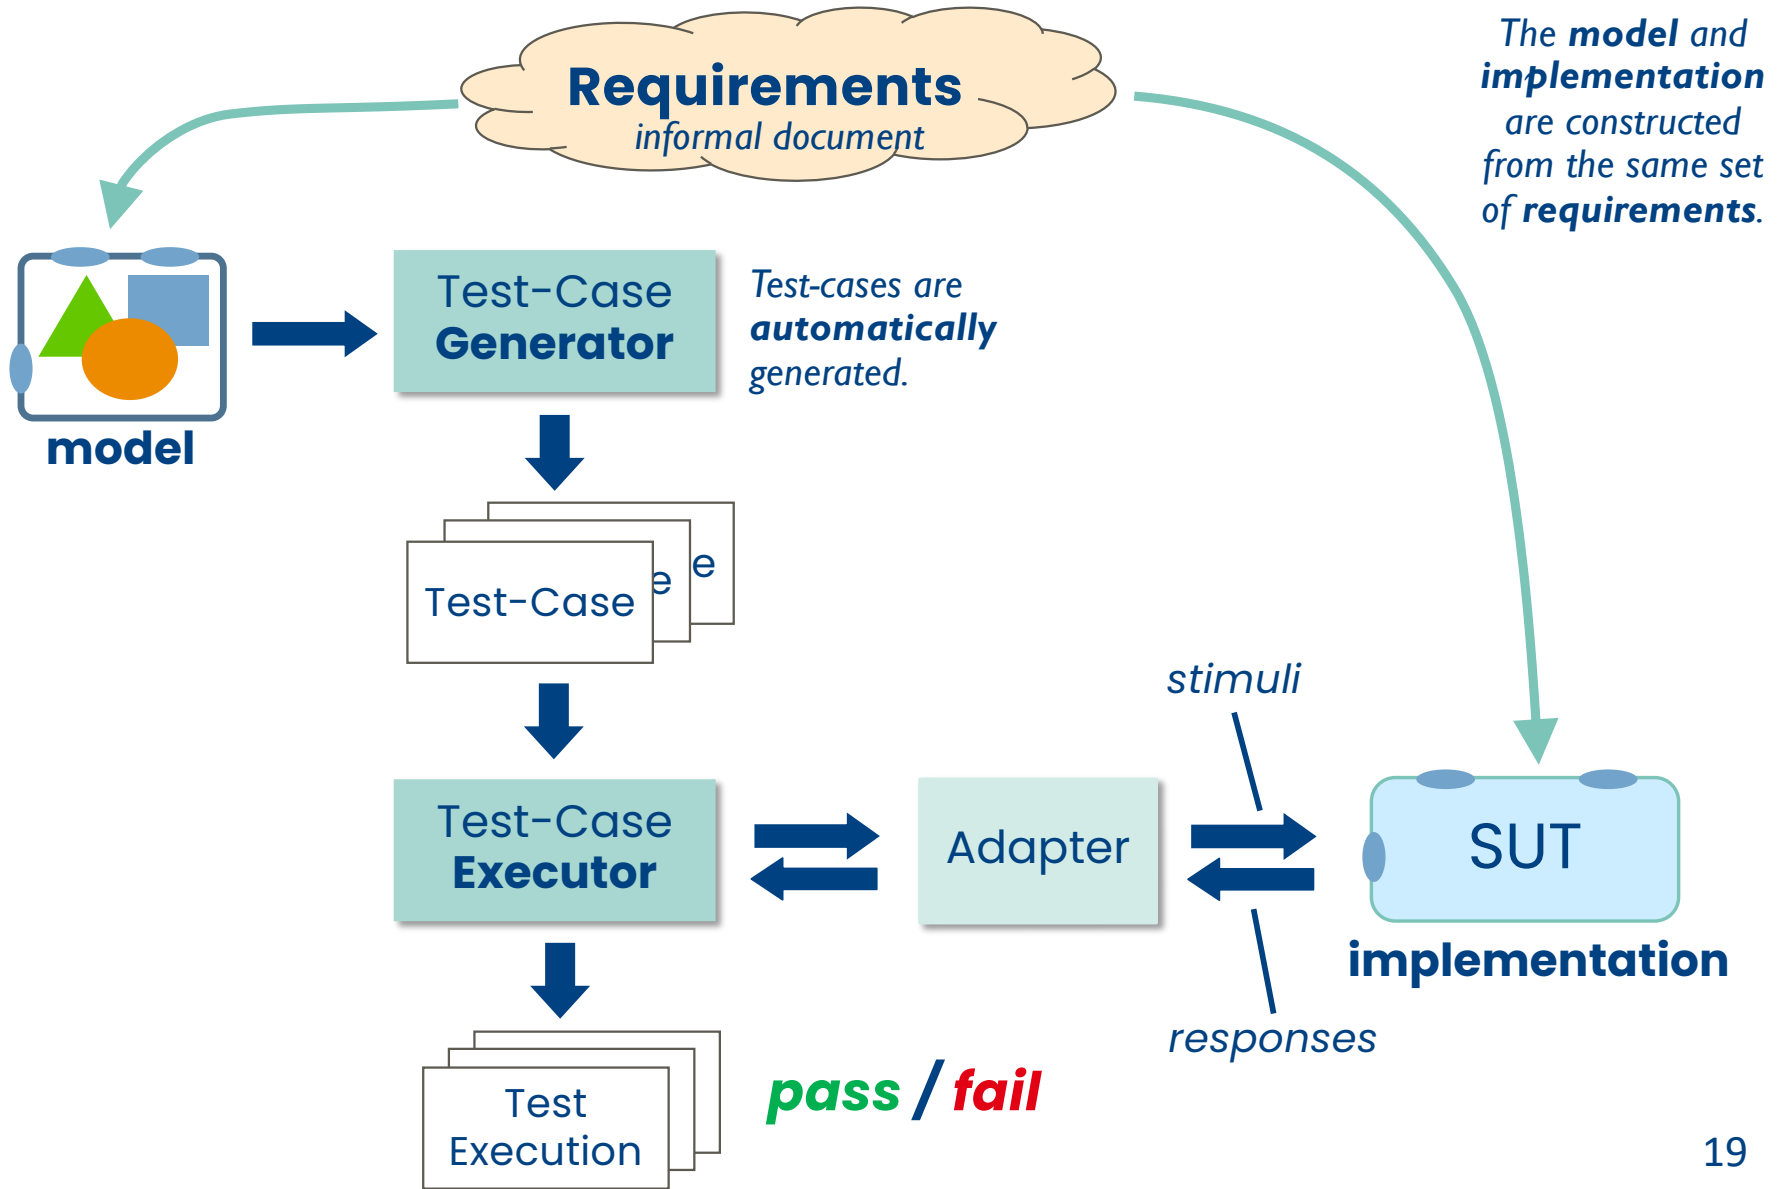 Requirements
informal document
The model and
implementation
are constructed
from the same set
of requirements.
Test-Case
Generator
Test-cases are
automatically
generated.
model
e
e
Test-Case
stimuli
Test-Case
Executor
Adapter
SUT
implementation
responses
pass / fail
Test
Execution
19